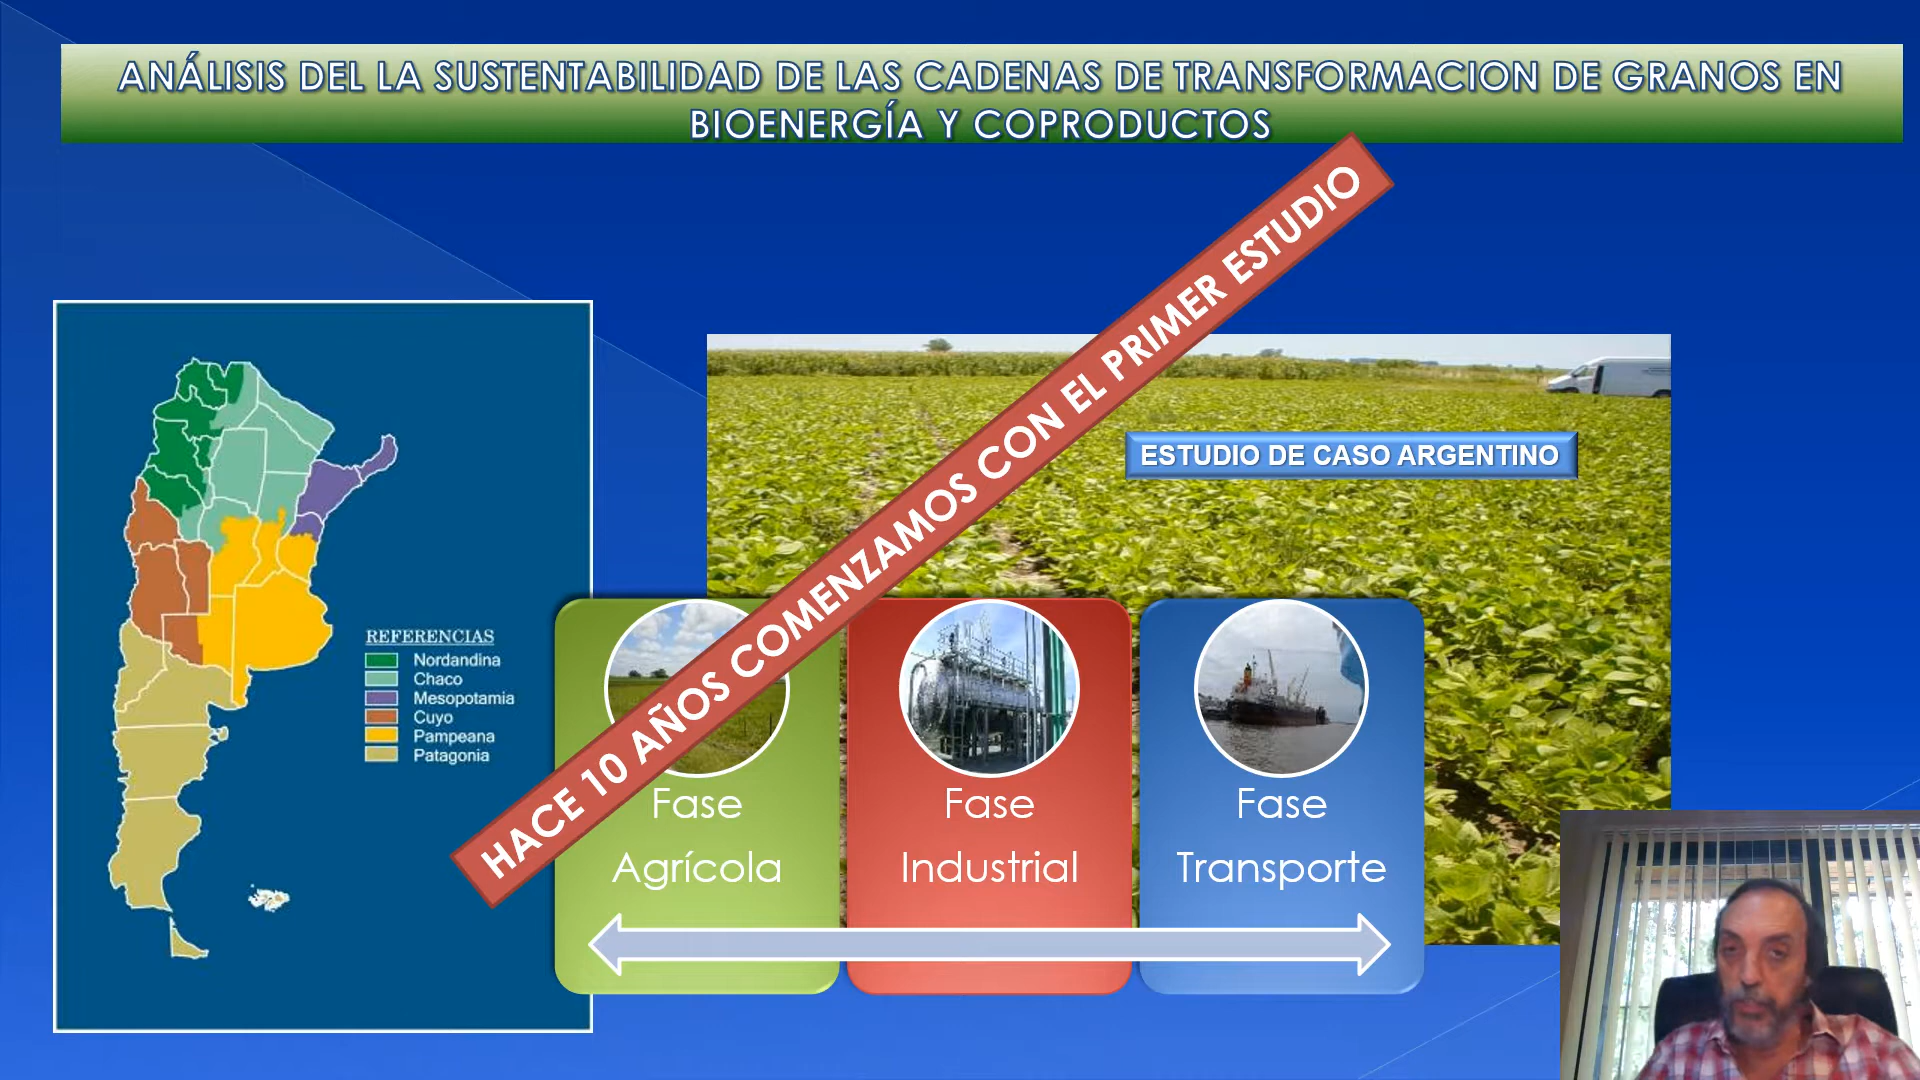 ANÁLISIS DEL LA SUSTENTABILIDAD DE LAS CADENAS DE TRANSFORMACION DE GRANOS EN
BIOENERGÍA Y COPRODUCTOS
HACE 10 AÑOS COMENZAMOS CON EL PRIMER ESTUDIO
ESTUDIO DE CASO ARGENTINO
REFERENCIAS
Nordandina
Chaco
Mesopotamia
Cuyo
Pampeana
Patagonia
Fase
Agrícola
Fase
Industrial
Fase
Transporte